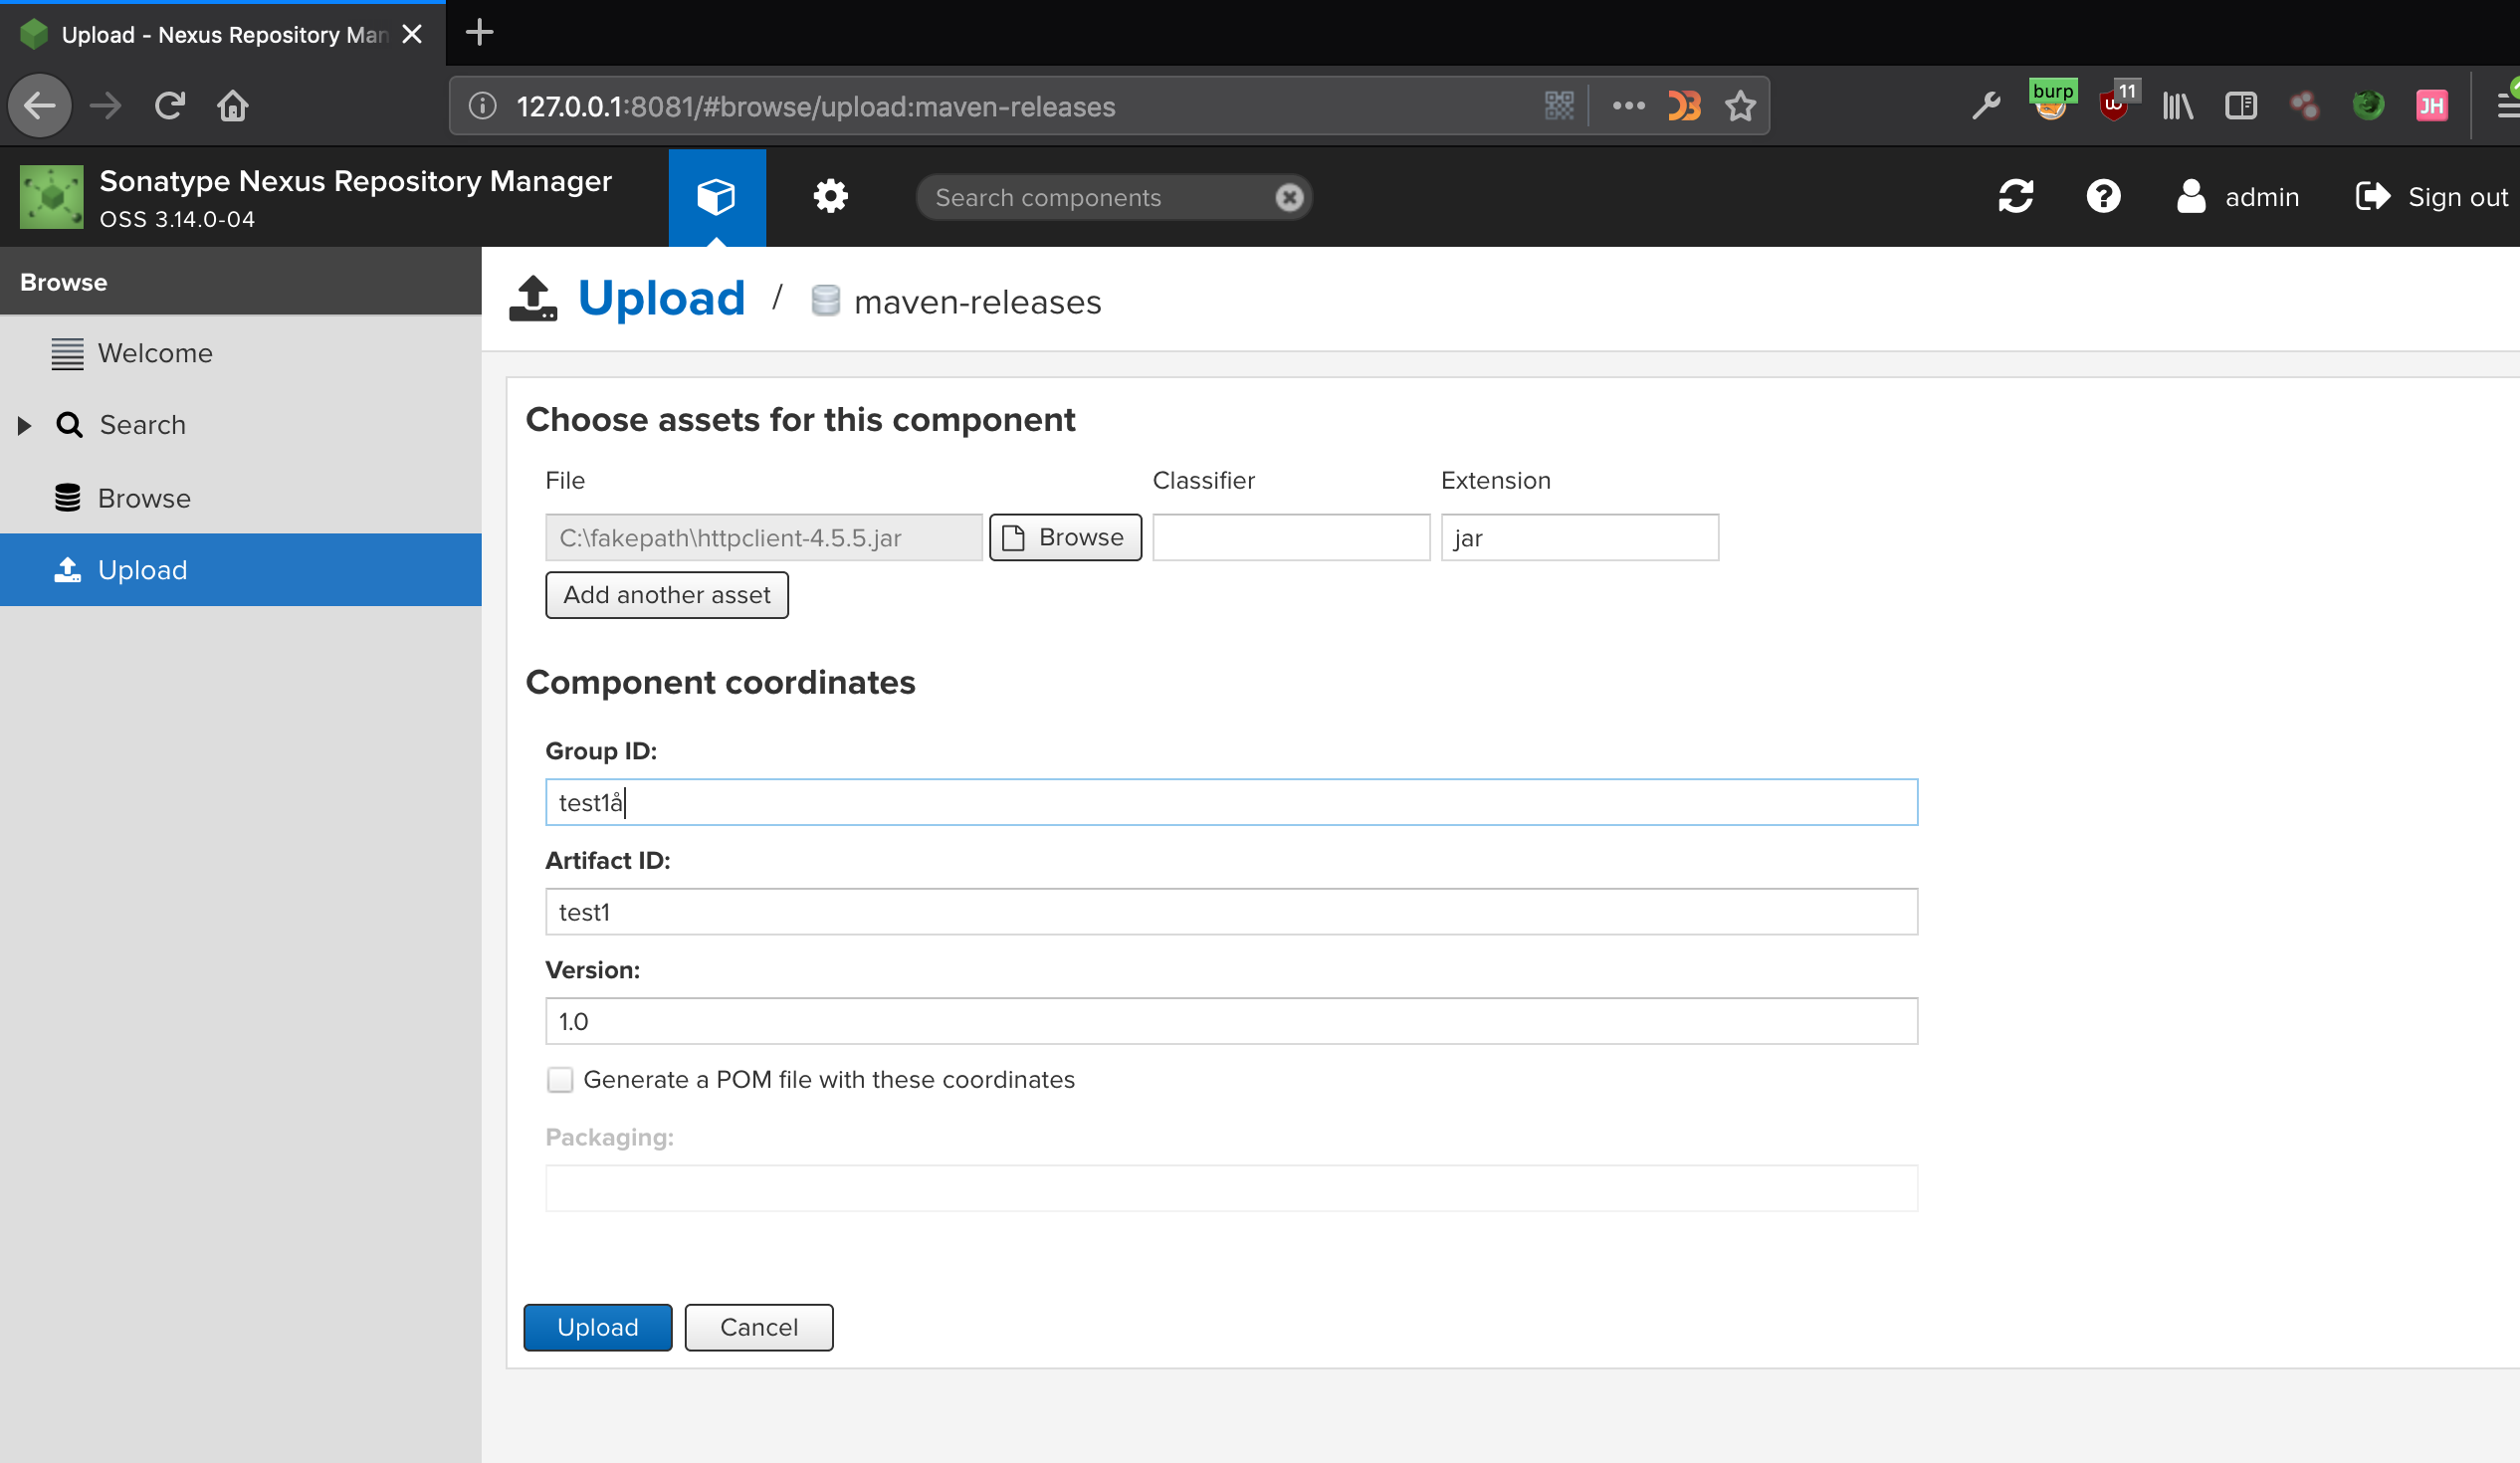 Upload - Nexus Repository Man
127.0.0.1:8081/#browse/upload:maven-releases
burp
11
JH
Sonatype Nexus Repository Manager
OSS 3.14.0-04
Search components
admin
Sign out
Browse
Welcome
Search
Browse
Upload
Upload / maven-releases
Choose assets for this component
File Classifier Extension
C:\fakepath\httpclient-4.5.5.jar Browse jar
Add another asset
Component coordinates
Group ID:
test1å
Artifact ID:
test1
Version:
1.0
Generate a POM file with these coordinates
Packaging:
Upload Cancel